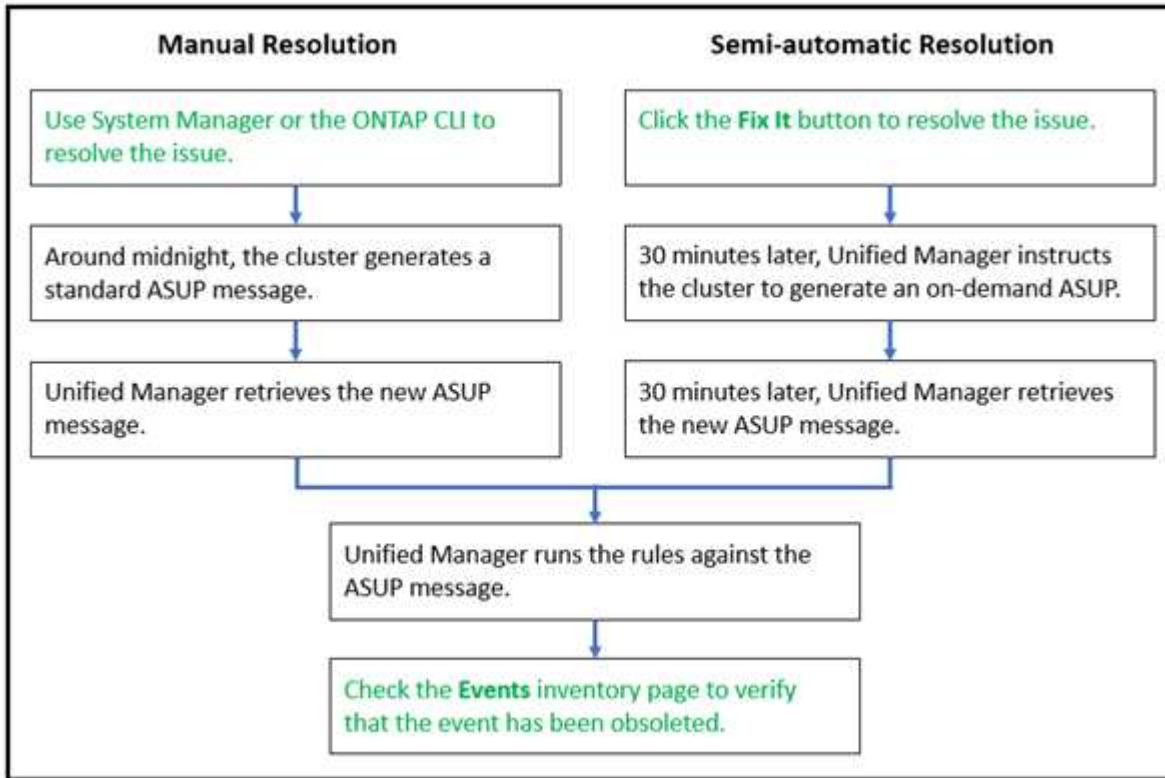 Manual Resolution
Use System Manager or the ONTAP CLI to
resolve the issue.
Around midnight, the cluster generates a
standard ASUP message.
Unified Manager retrieves the new ASUP
message.
Semi-automatic Resolution
Click the Fix It button to resolve the issue.
30 minutes later, Unified Manager instructs
the cluster to generate an on-demand ASUP.
30 minutes later, Unified Manager retrieves
the new ASUP message.
Unified Manager runs the rules against the
ASUP message.
Check the Events inventory page to verify
that the event has been obsoleted.